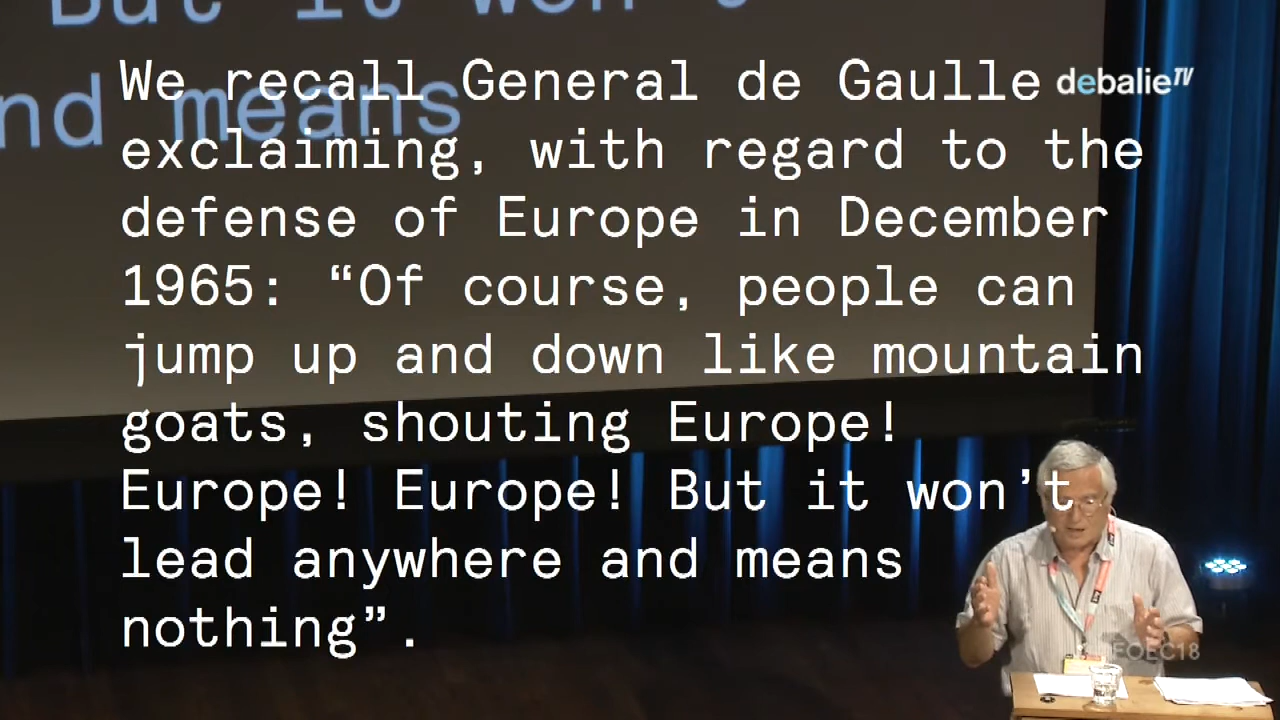 But it won't
nd means
We recall General de Gaulle
debalieTV
exclaiming, with regard to the
defense of Europe in December
1965: “Of course, people can
jump up and down like mountain
goats, shouting Europe!
Europe! Europe! But it won’t
lead anywhere and means
nothing”.
FOEC18